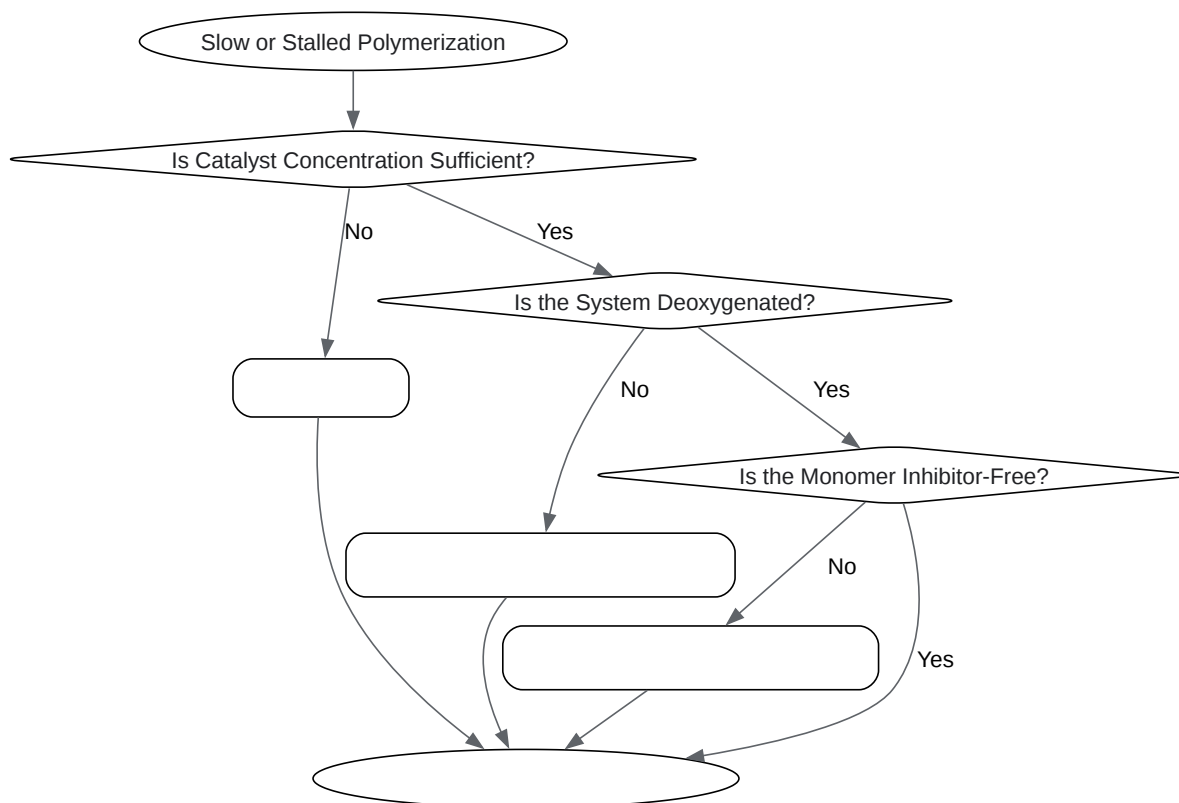 Slow or Stalled Polymerization
Is Catalyst Concentration Sufficient?
No
Yes
Is the System Deoxygenated?
No
Yes
Is the Monomer Inhibitor-Free?
No
Yes